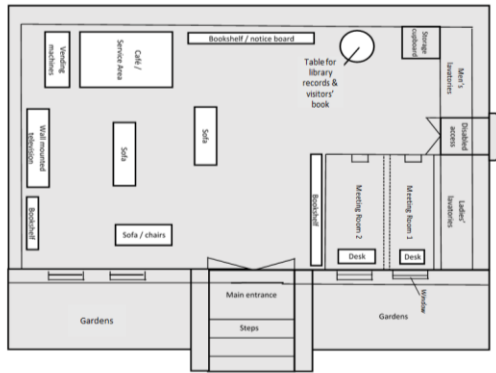 Vending
machines
Café /
Service Area
Bookshelf / notice board
Table for
library
records &
visitors'
book
Storage
cupboard
Men's
lavatories
Wall mounted
television
Sofa
Sofa
Disabled
access
Bookshelf
Bookshelf
Meeting Room 2
Meeting Room 1
Ladies'
lavatories
Sofa / chairs
Desk
Desk
Main entrance
Window
Gardens
Steps
Gardens